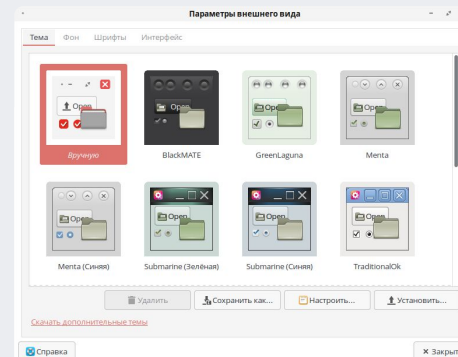 Параметры внешнего вида
Тема Фон Шрифты Интерфейс
Open Open Open Open
Вручную BlackMATE GreenLaguna Menta
Open Open Open Open
Menta (Синяя) Submarine (Зелёная) Submarine (Синяя) TraditionalOk
Удалить Сохранить как... Настроить... Установить...
Скачать дополнительные темы
Справка Закрыт